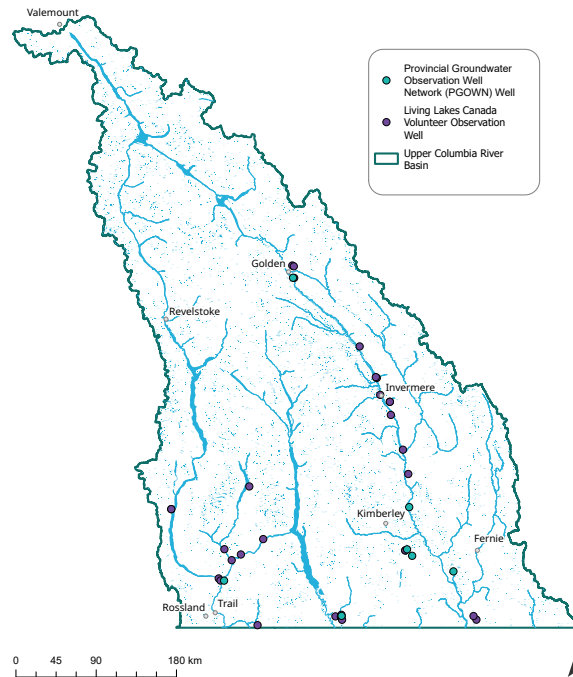 Valemount
Provincial Groundwater
Observation Well
Network (PGOWN) Well
Living Lakes Canada
Volunteer Observation
Well
Upper Columbia River
Basin
Golden
Revelstoke
Invermere
Kimberley
Fernie
Rossland
Trail
0 45 90 180 km